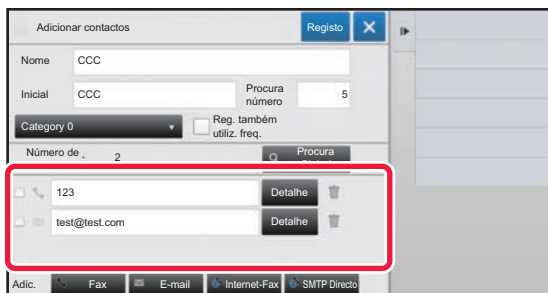 Adicionar contactos Registo
Nome CCC
Inicial CCC Procura número 5
Category 0 Reg. também utiliz. freq.
Número de 2 Procura
123 Detalhe
test@test.com Detalhe
Adic. Fax E-mail Internet-Fax SMTP Directo